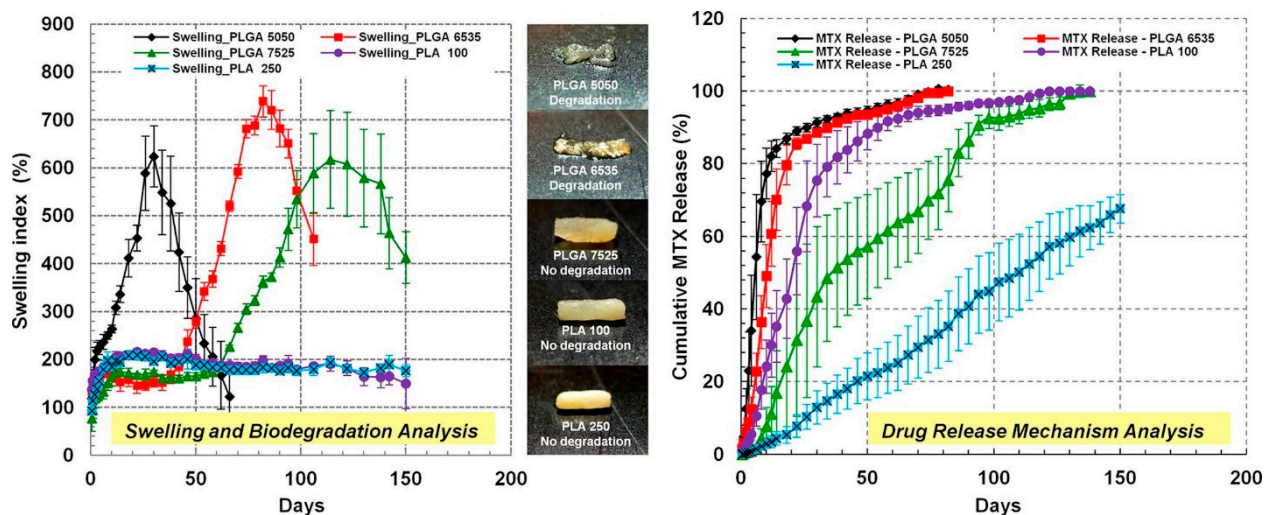 Swelling_PLGA 5050
Swelling_PLGA 6535
Swelling_PLGA 7525
Swelling_PLA 100
Swelling_PLA 250
Swelling index (%)
900
800
700
600
500
400
300
200
100
0
0
50
100
150
200
Days
Swelling and Biodegradation Analysis
PLGA 5050
Degradation
PLGA 6535
Degradation
PLGA 7525
No degradation
PLA 100
No degradation
PLA 250
No degradation
MTX Release - PLGA 5050
MTX Release - PLGA 6535
MTX Release - PLGA 7525
MTX Release - PLA 100
MTX Release - PLA 250
Cumulative MTX Release (%)
120
100
80
60
40
20
0
0
50
100
150
200
Days
Drug Release Mechanism Analysis